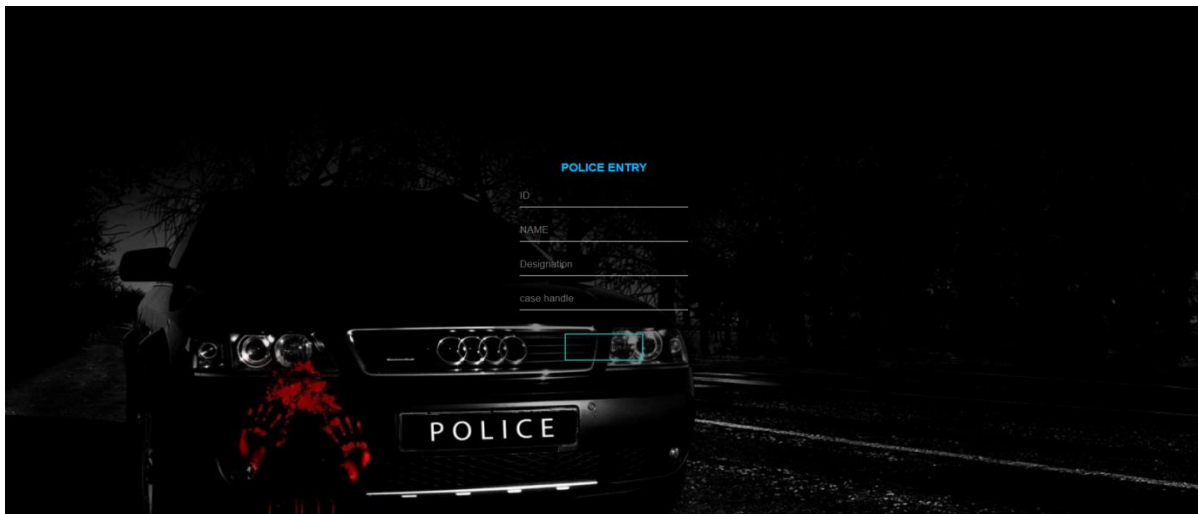 POLICE ENTRY
ID
NAME
Designation
case handle
POLICE